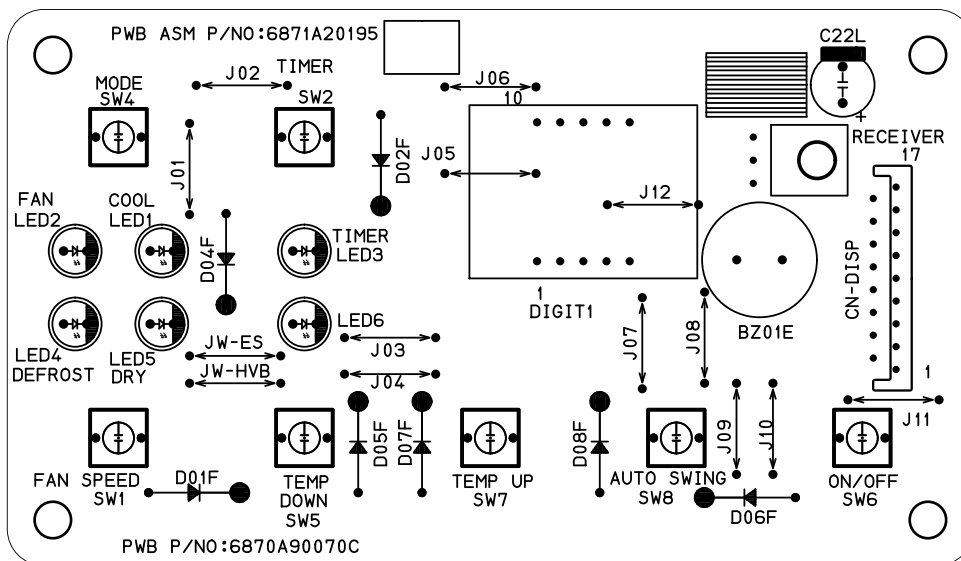 PWB ASM P/NO:6871A20195
C22L
TIMER
J02
J06
MODE
SW4
SW2
10
+
RECEIVER
17
J01
D02F
J05
J12
FAN
LED2
COOL
LED1
TIMER
LED3
D04F
CN-DISP
1
DIGIT1
BZ01E
LED6
J07
J08
JW-ES
J03
LED4
DEFROST
LED5
DRY
JW-HVB
J04
1
J11
D05F
D07F
D08F
J09
J10
FAN SPEED
SW1
D01F
TEMP
DOWN
SW5
TEMP UP
SW7
AUTO SWING
SW8
D06F
ON/OFF
SW6
PWB P/NO:6870A90070C